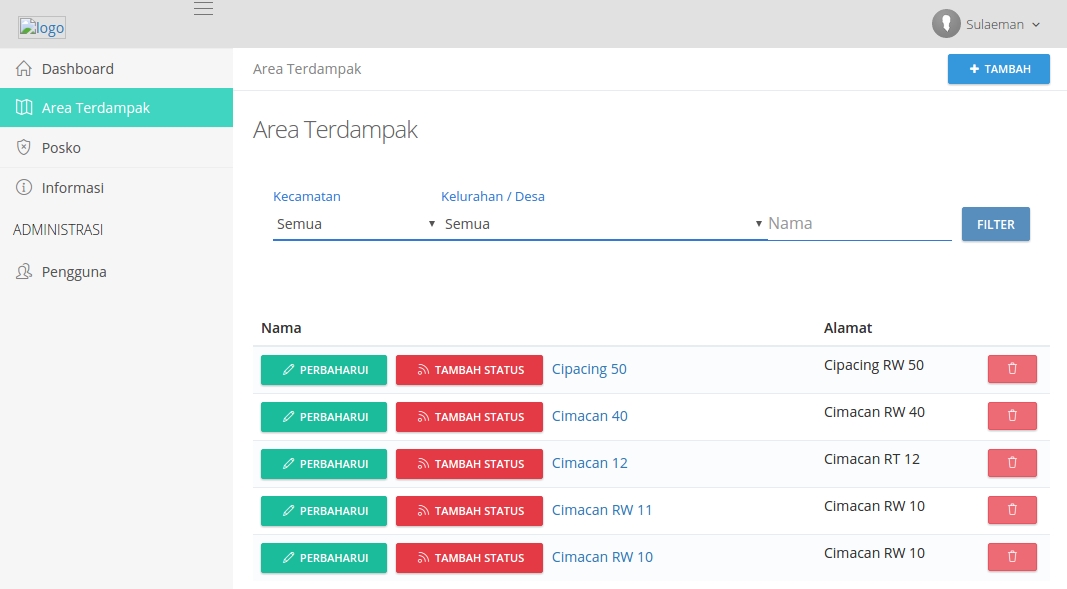 logo
Sulaeman
Dashboard
Area Terdampak
Posko
Informasi
ADMINISTRASI
Pengguna
Area Terdampak
+ TAMBAH
Area Terdampak
Kecamatan Kelurahan / Desa
Semua Semua Nama FILTER
Nama Alamat
PERBAHARUI TAMBAH STATUS Cipacing 50 Cipacing RW 50
PERBAHARUI TAMBAH STATUS Cimacan 40 Cimacan RW 40
PERBAHARUI TAMBAH STATUS Cimacan 12 Cimacan RT 12
PERBAHARUI TAMBAH STATUS Cimacan RW 11 Cimacan RW 10
PERBAHARUI TAMBAH STATUS Cimacan RW 10 Cimacan RW 10